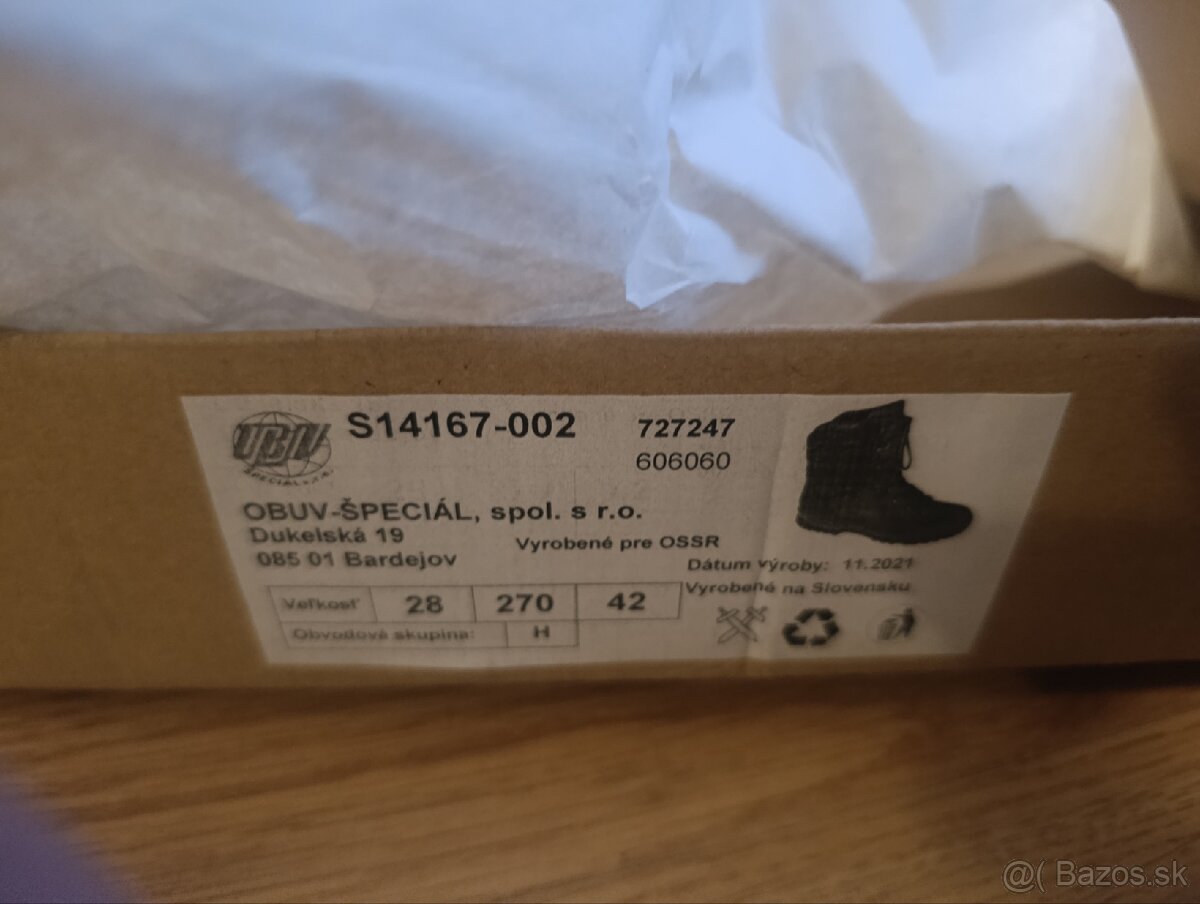 OBUV
ŠPECIÁL s.r.o.
S14167-002
727247
606060
OBUV-ŠPECIÁL, spol. s r.o.
Dukelská 19
085 01 Bardejov
Vyrobené pre OSSR
Dátum výroby: 11.2021
Vyrobené na Slovensku
Veľkosť 28 270 42
Obvodová skupina: H
@( Bazos.sk